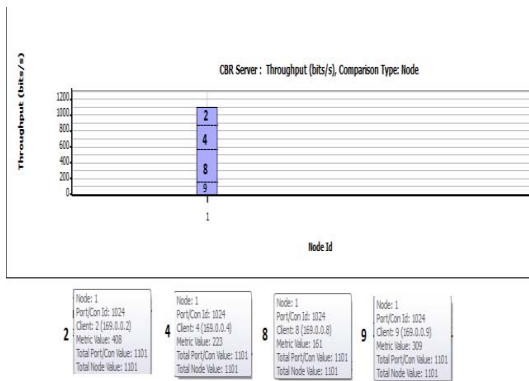 CBR Server : Throughput (bits/s), Comparison Type: Node
Throughput (bits/s)
1200
1000
800
600
400
200
0
2
4
8
9
1
Node Id
2
Node: 1
Port/Con Id: 1024
Client: 2 (169.0.0.2)
Metric Value: 408
Total Port/Con Value: 1101
Total Node Value: 1101
4
Node: 1
Port/Con Id: 1024
Client: 4 (169.0.0.4)
Metric Value: 223
Total Port/Con Value: 1101
Total Node Value: 1101
8
Node: 1
Port/Con Id: 1024
Client: 8 (169.0.0.8)
Metric Value: 161
Total Port/Con Value: 1101
Total Node Value: 1101
9
Node: 1
Port/Con Id: 1024
Client: 9 (169.0.0.9)
Metric Value: 309
Total Port/Con Value: 1101
Total Node Value: 1101